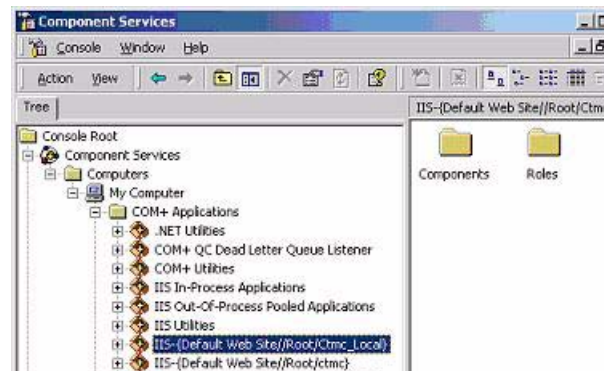 Component Services
Console Window Help
Action View
Tree
IIS-{Default Web Site//Root/Ctm
Console Root
Component Services
Computers
My Computer
COM+ Applications
.NET Utilities
COM+ QC Dead Letter Queue Listener
COM+ Utilities
IIS In-Process Applications
IIS Out-Of-Process Pooled Applications
IIS Utilities
IIS-{Default Web Site//Root/Ctmc_Local}
IIS-{Default Web Site//Root/ctmc}
Components
Roles